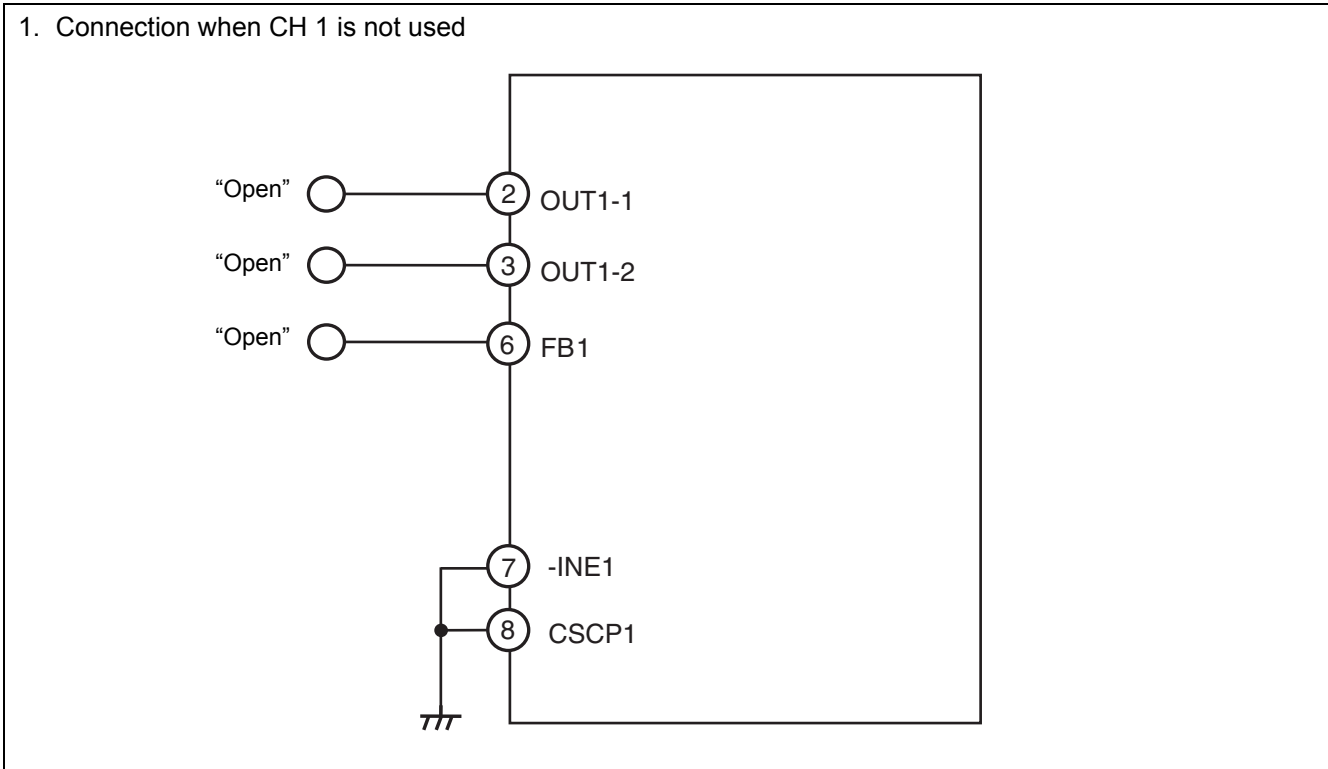 1. Connection when CH 1 is not used
“Open” 2 OUT1-1
“Open” 3 OUT1-2
“Open” 6 FB1
7 -INE1
8 CSCP1